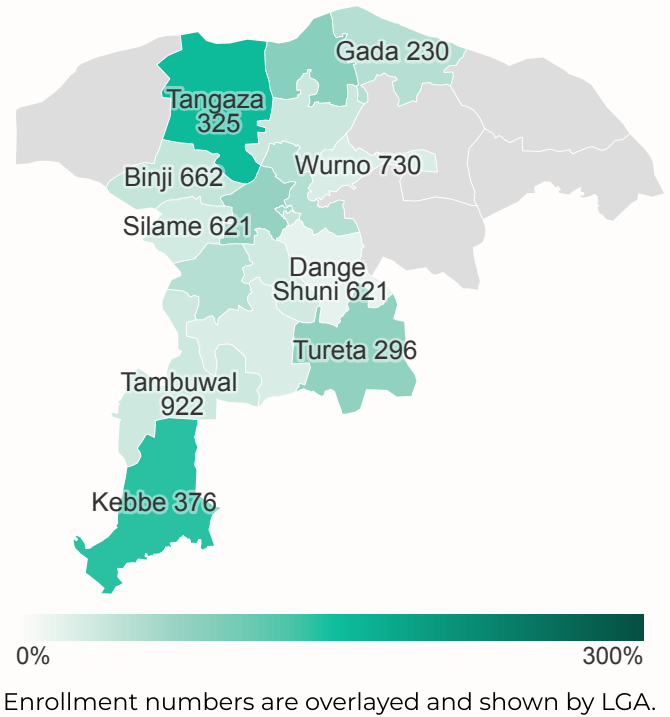 Gada 230
Tangaza
325
Wurno 730
Binji 662
Silame 621
Dange
Shuni 621
Tureta 296
Tambuwal
922
Kebbe 376
0%
300%
Enrollment numbers are overlayed and shown by LGA.